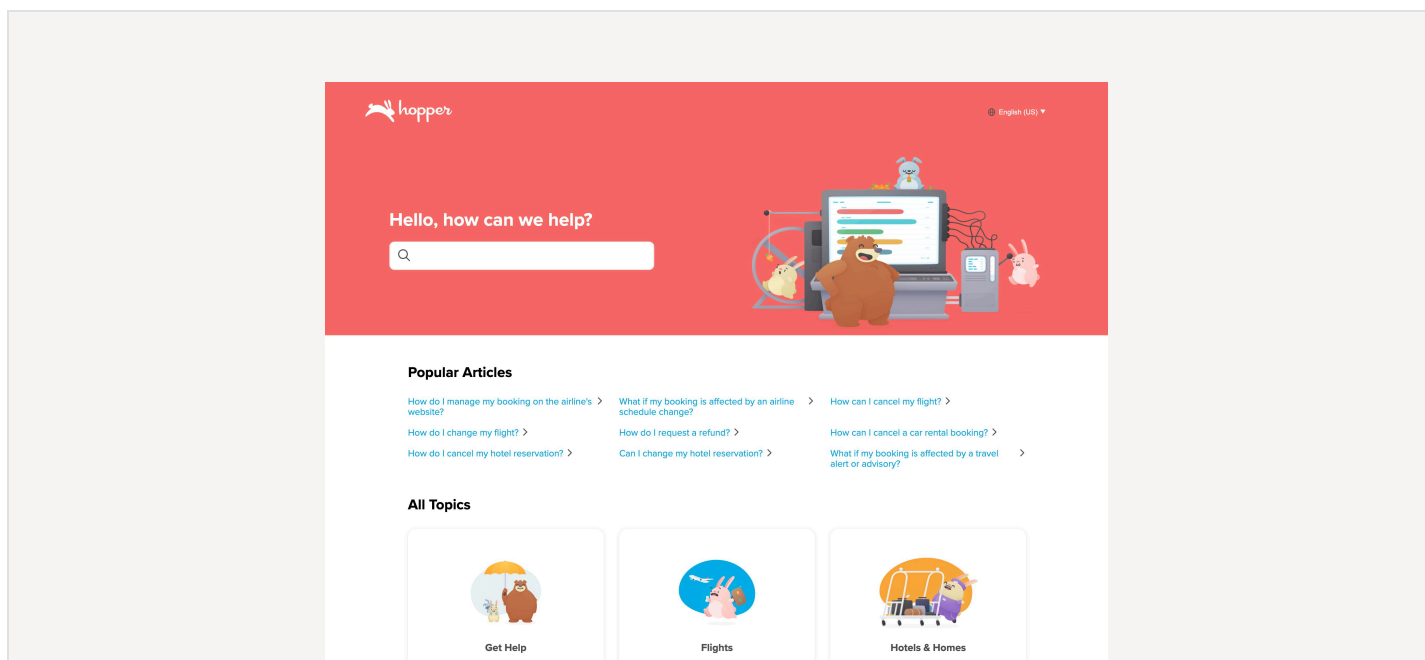 hopper
English (US)
Hello, how can we help?
Popular Articles
How do I manage my booking on the airline's
website?
What if my booking is affected by an airline
schedule change?
How can I cancel my flight?
How do I change my flight?
How do I request a refund?
How can I cancel a car rental booking?
How do I cancel my hotel reservation?
Can I change my hotel reservation?
What if my booking is affected by a travel
alert or advisory?
All Topics
Get Help
Flights
Hotels & Homes